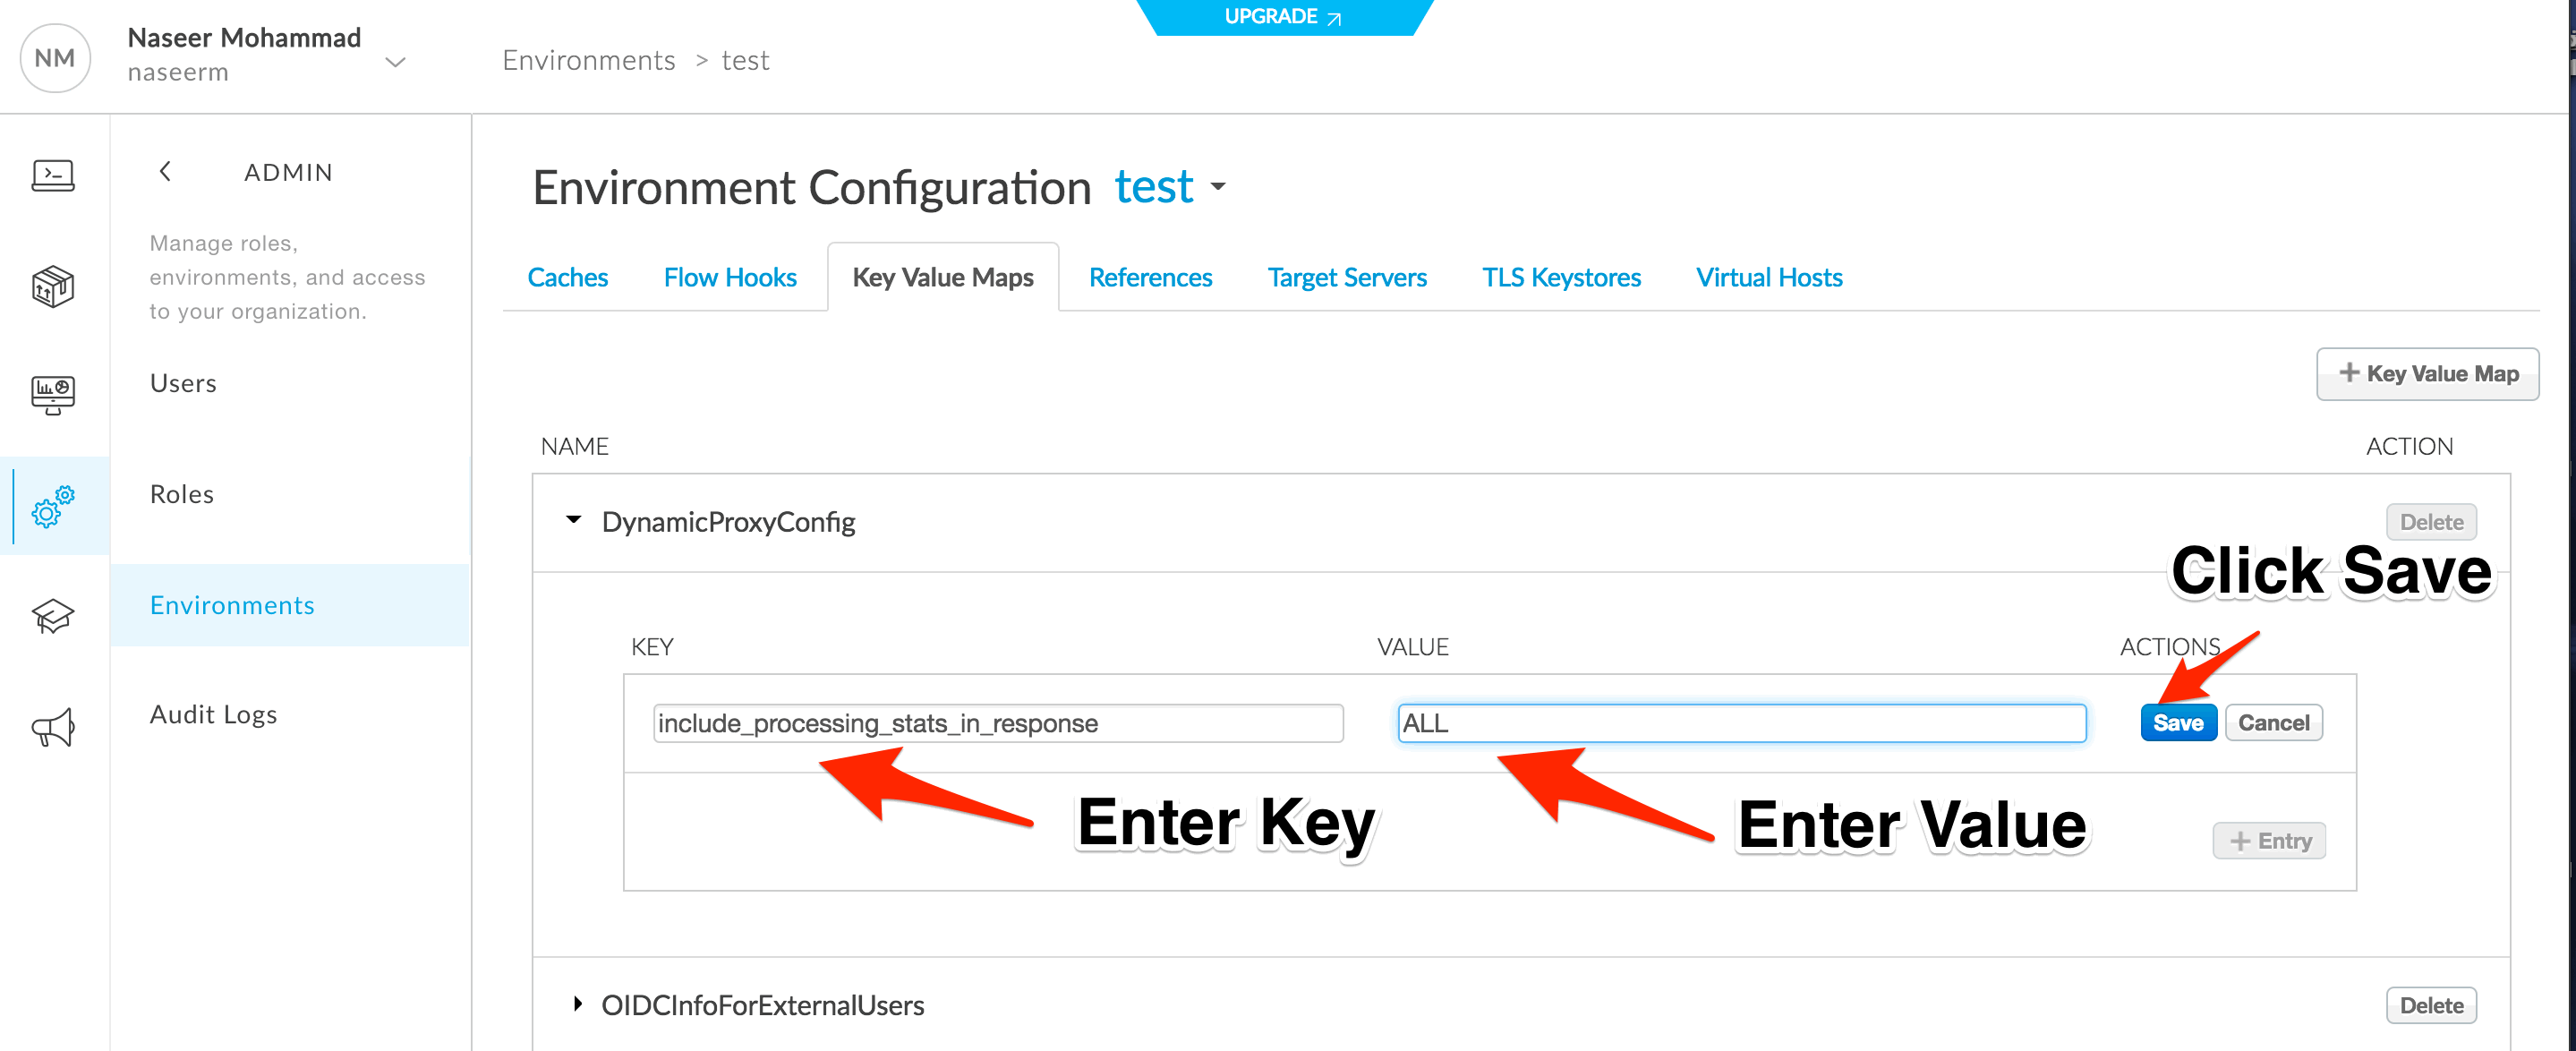 UPGRADE
NM
Naseer Mohammad
naseerm
Environments > test
ADMIN
Manage roles,
environments, and access
to your organization.
Users
Roles
Environments
Audit Logs
Environment Configuration test
Caches Flow Hooks Key Value Maps References Target Servers TLS Keystores Virtual Hosts
+ Key Value Map
NAME ACTION
DynamicProxyConfig Delete
Click Save
KEY VALUE ACTIONS
include_processing_stats_in_response ALL Save Cancel
Enter Key Enter Value
+ Entry
OIDCInfoForExternalUsers Delete